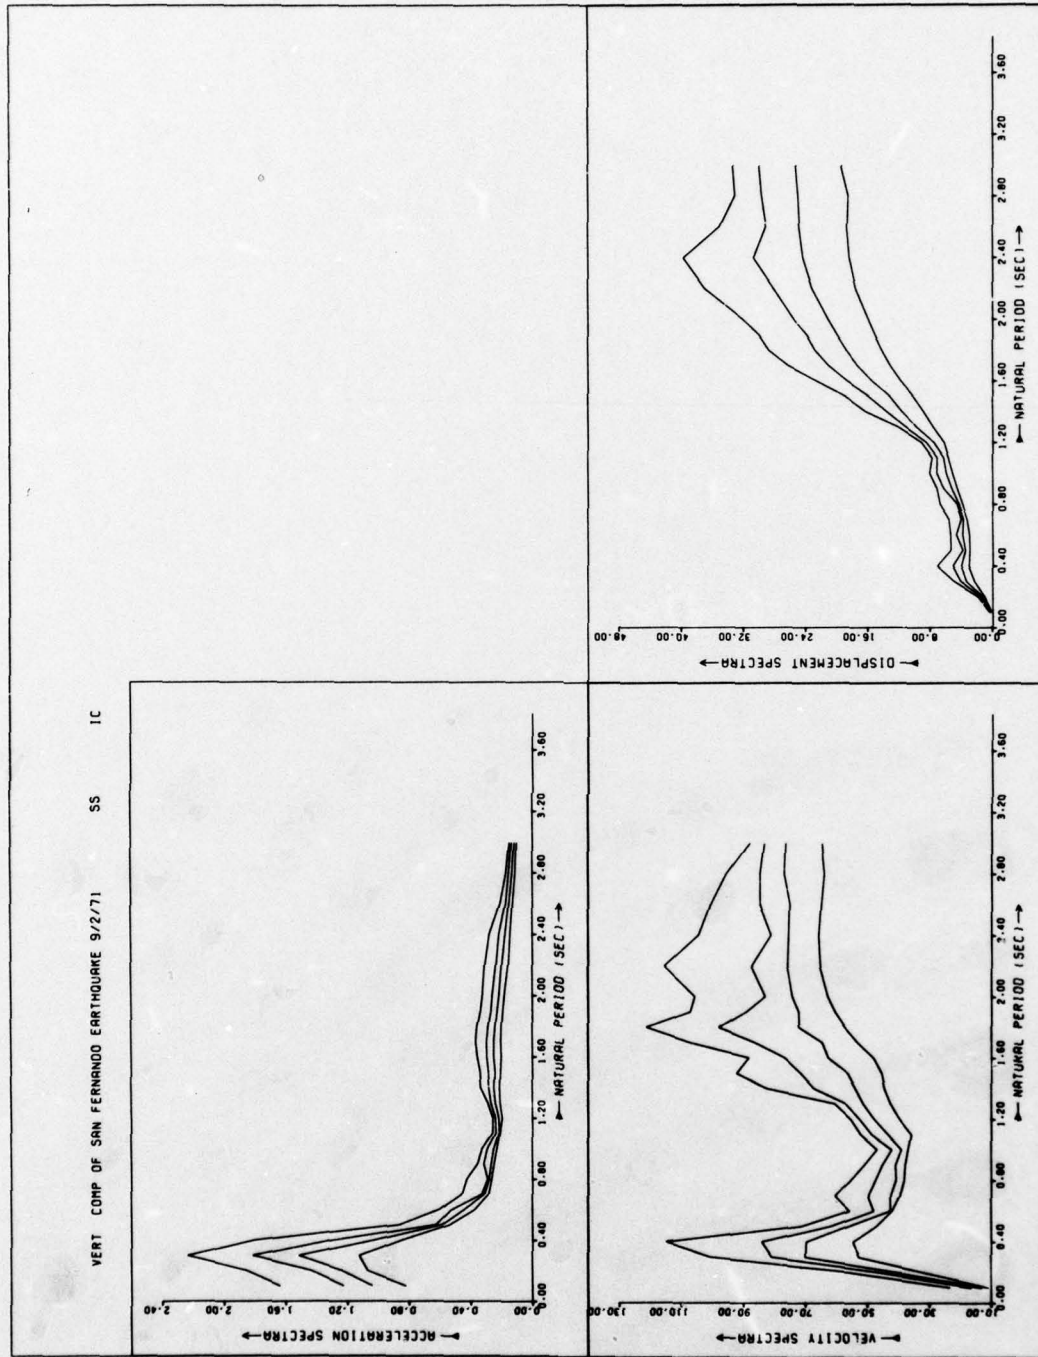 VERT COMP OF SAN FERNANDO EARTHQUAKE 9/2/71 SS IC
ACCELERATION SPECTRA
2.40
2.00
1.60
1.20
0.80
0.40
0.00
0.00 0.40 0.80 1.20 1.60 2.00 2.40 2.80 3.20 3.60
NATURAL PERIOD (SEC)
VELOCITY SPECTRA
130.00
110.00
90.00
70.00
50.00
30.00
10.00
0.00 0.40 0.80 1.20 1.60 2.00 2.40 2.80 3.20 3.60
NATURAL PERIOD (SEC)
DISPLACEMENT SPECTRA
48.00
40.00
32.00
24.00
16.00
8.00
0.00
0.00 0.40 0.80 1.20 1.60 2.00 2.40 2.80 3.20 3.60
NATURAL PERIOD (SEC)